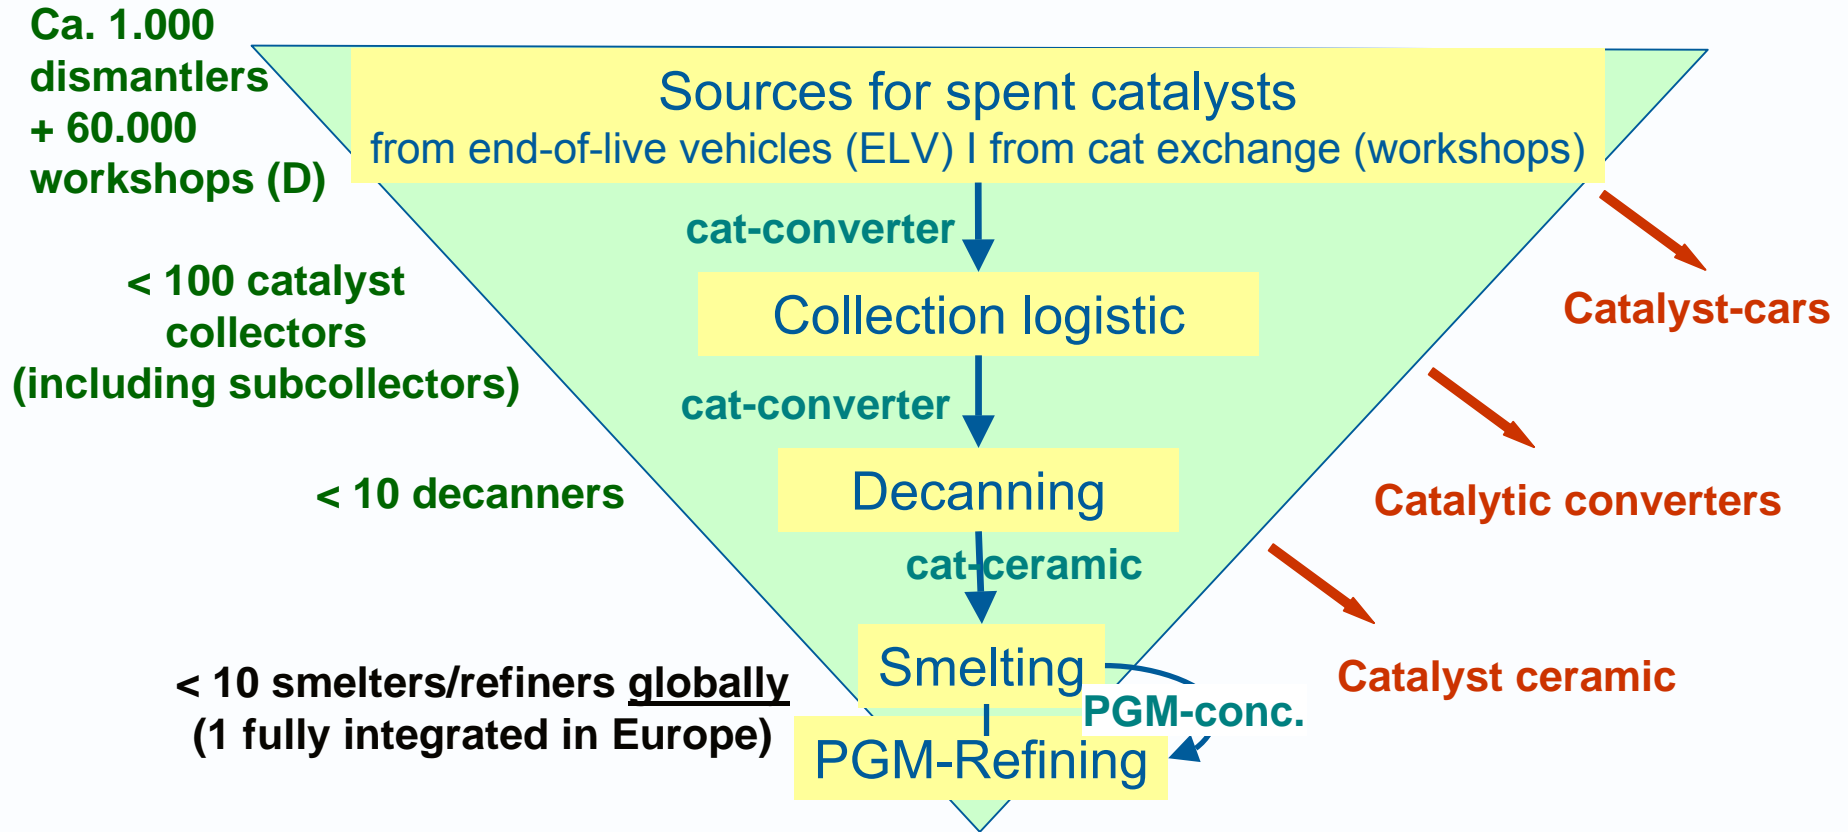 Ca. 1.000
dismantlers
+ 60.000
workshops (D)
Sources for spent catalysts
from end-of-live vehicles (ELV) I from cat exchange (workshops)
cat-converter
< 100 catalyst
collectors
(including subcollectors)
Collection logistic
Catalyst-cars
cat-converter
< 10 decanners
Decanning
Catalytic converters
cat-ceramic
< 10 smelters/refiners globally
(1 fully integrated in Europe)
Smelting
Catalyst ceramic
PGM-conc.
PGM-Refining